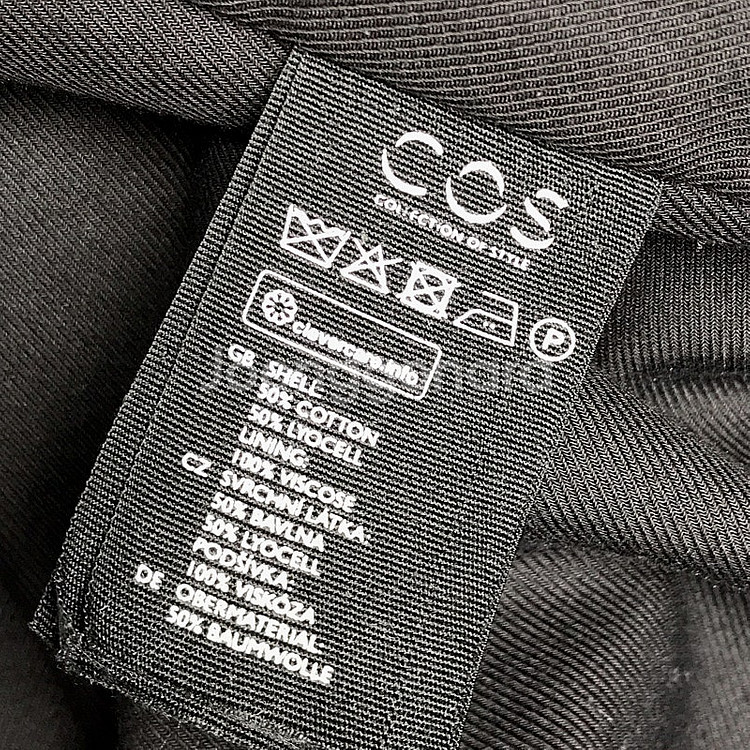 COS
COLLECTION OF STYLE
P
clevercare.info
GB SHELL
50% COTTON
50% LYOCELL
LINING:
100% VISCOSE
CZ SVRCHNÍ LÁTKA:
50% BAVLNA
50% LYOCELL
PODŠÍVKA:
100% VISKÓZA
DE OBERMATERIAL
50% BAUMWOLLE